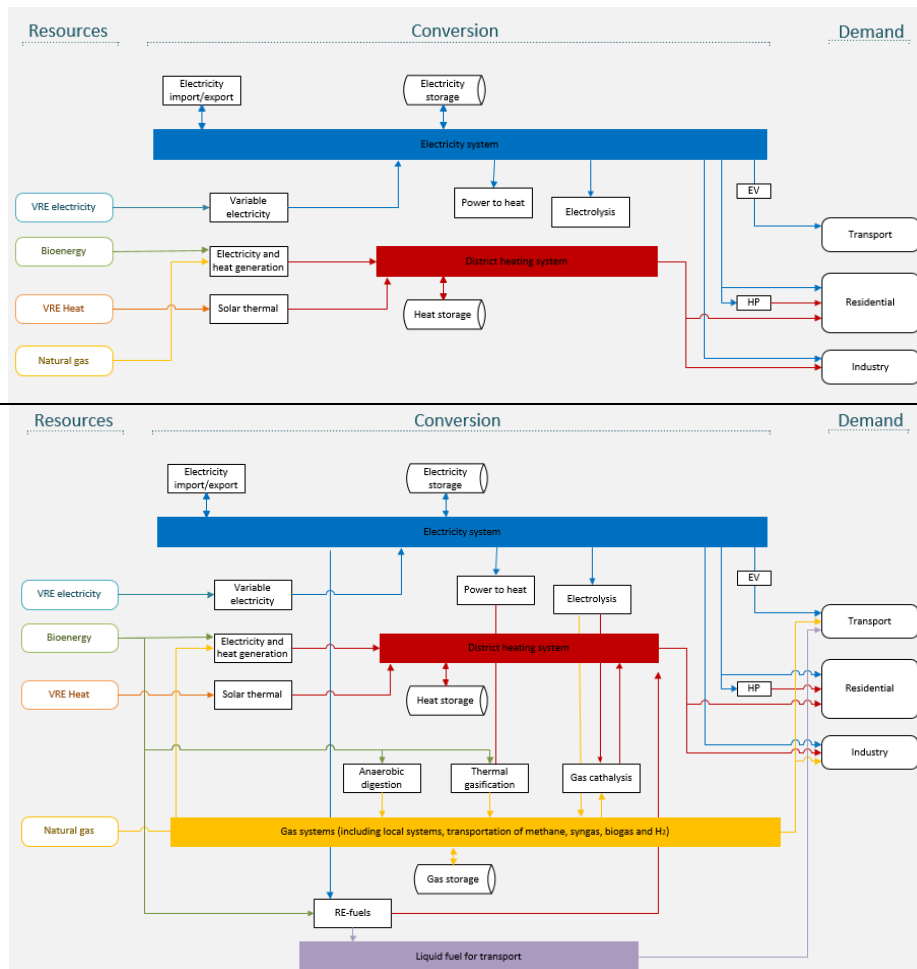 Resources
Conversion
Demand
Electricity
import/export
Electricity
storage
Electricity system
EV
VRE electricity
Variable
electricity
Power to heat
Electrolysis
Transport
Bioenergy
Electricity and
heat generation
District heating system
VRE Heat
Solar thermal
Heat storage
HP
Residential
Natural gas
Industry
Resources
Conversion
Demand
Electricity
import/export
Electricity
storage
Electricity system
EV
VRE electricity
Variable
electricity
Power to heat
Electrolysis
Transport
Bioenergy
Electricity and
heat generation
District heating system
VRE Heat
Solar thermal
Heat storage
HP
Residential
Industry
Anaerobic
digestion
Thermal
gasification
Gas cathalysis
Natural gas
Gas systems (including local systems, transportation of methane, syngas, biogas and H2)
Gas storage
RE-fuels
Liquid fuel for transport